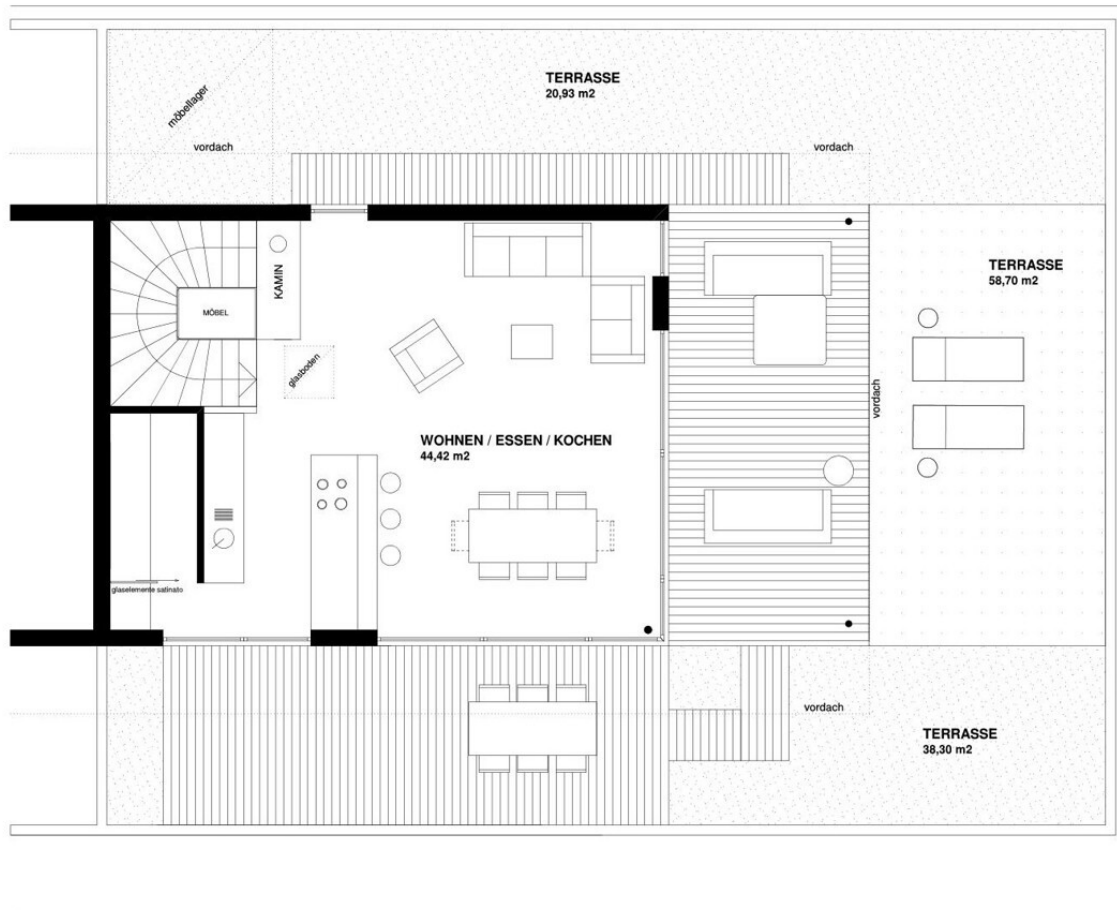 TERRASSE
20,93 m2
möbellager
vordach
vordach
KAMIN
MÖBEL
glasboden
TERRASSE
58,70 m2
vordach
WOHNEN / ESSEN / KOCHEN
44,42 m2
glaselemente satinato
vordach
TERRASSE
38,30 m2